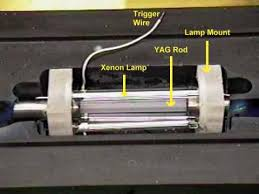 Trigger
Wire
Lamp Mount
YAG Rod
Xenon Lamp